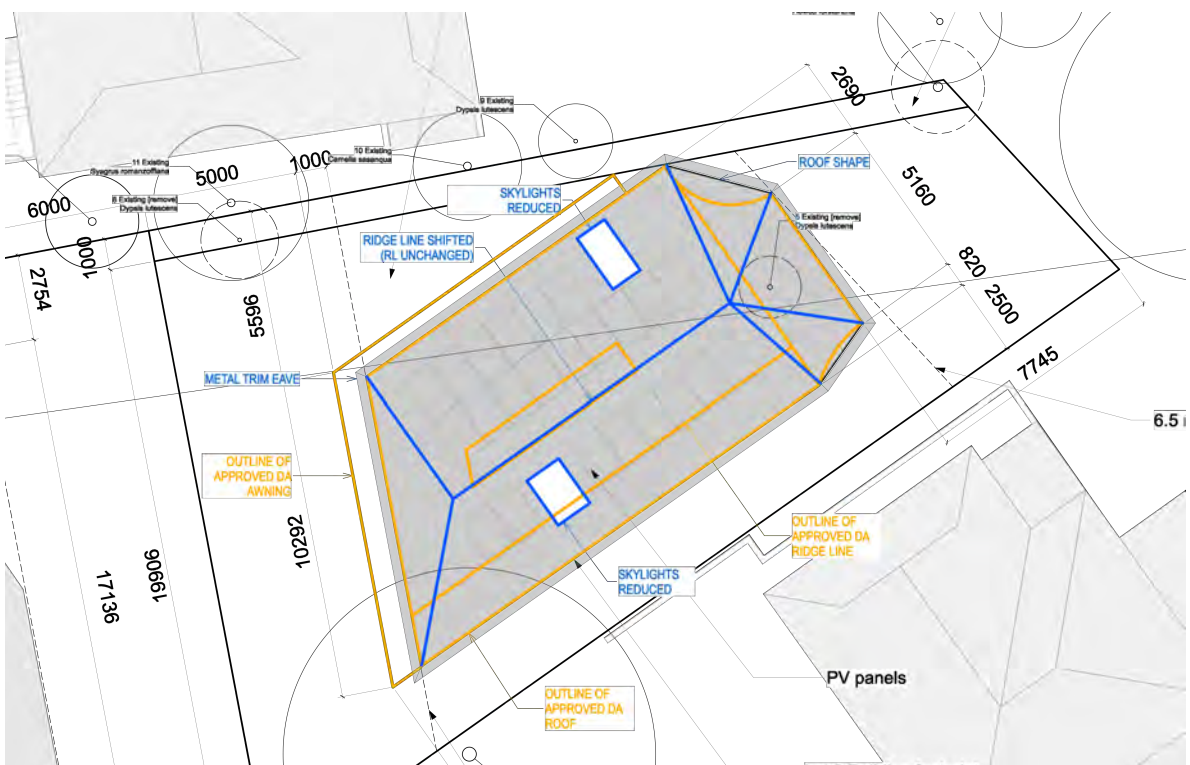 2690
9 Existing
Dypsis lutescens
10 Existing
Camellia sasanqua
11 Existing
Syagrus romanzoffiana
8 Existing [remove]
Dypsis lutescens
1000
5000
6000
1000
2754
5596
SKYLIGHTS
REDUCED
ROOF SHAPE
5160
5 Existing [remove]
Dypsis lutescens
RIDGE LINE SHIFTED
(RL UNCHANGED)
820
2500
7745
METAL TRIM EAVE
6.5
OUTLINE OF
APPROVED DA
AWNING
10292
19906
17136
OUTLINE OF
APPROVED DA
RIDGE LINE
SKYLIGHTS
REDUCED
PV panels
OUTLINE OF
APPROVED DA
ROOF